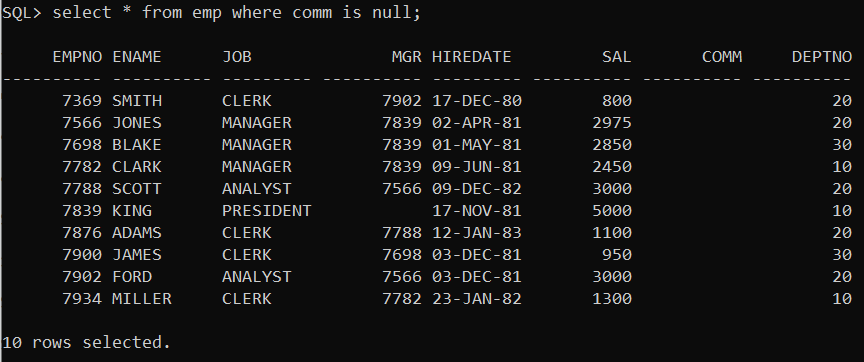 SQL> select * from emp where comm is null;
     EMPNO ENAME      JOB              MGR HIREDATE         SAL       COMM     DEPTNO
---------- ---------- --------- ---------- --------- ---------- ---------- ----------
      7369 SMITH      CLERK           7902 17-DEC-80        800                    20
      7566 JONES      MANAGER         7839 02-APR-81       2975                    20
      7698 BLAKE      MANAGER         7839 01-MAY-81       2850                    30
      7782 CLARK      MANAGER         7839 09-JUN-81       2450                    10
      7788 SCOTT      ANALYST         7566 09-DEC-82       3000                    20
      7839 KING       PRESIDENT            17-NOV-81       5000                    10
      7876 ADAMS      CLERK           7788 12-JAN-83       1100                    20
      7900 JAMES      CLERK           7698 03-DEC-81        950                    30
      7902 FORD       ANALYST         7566 03-DEC-81       3000                    20
      7934 MILLER     CLERK           7782 23-JAN-82       1300                    10
10 rows selected.